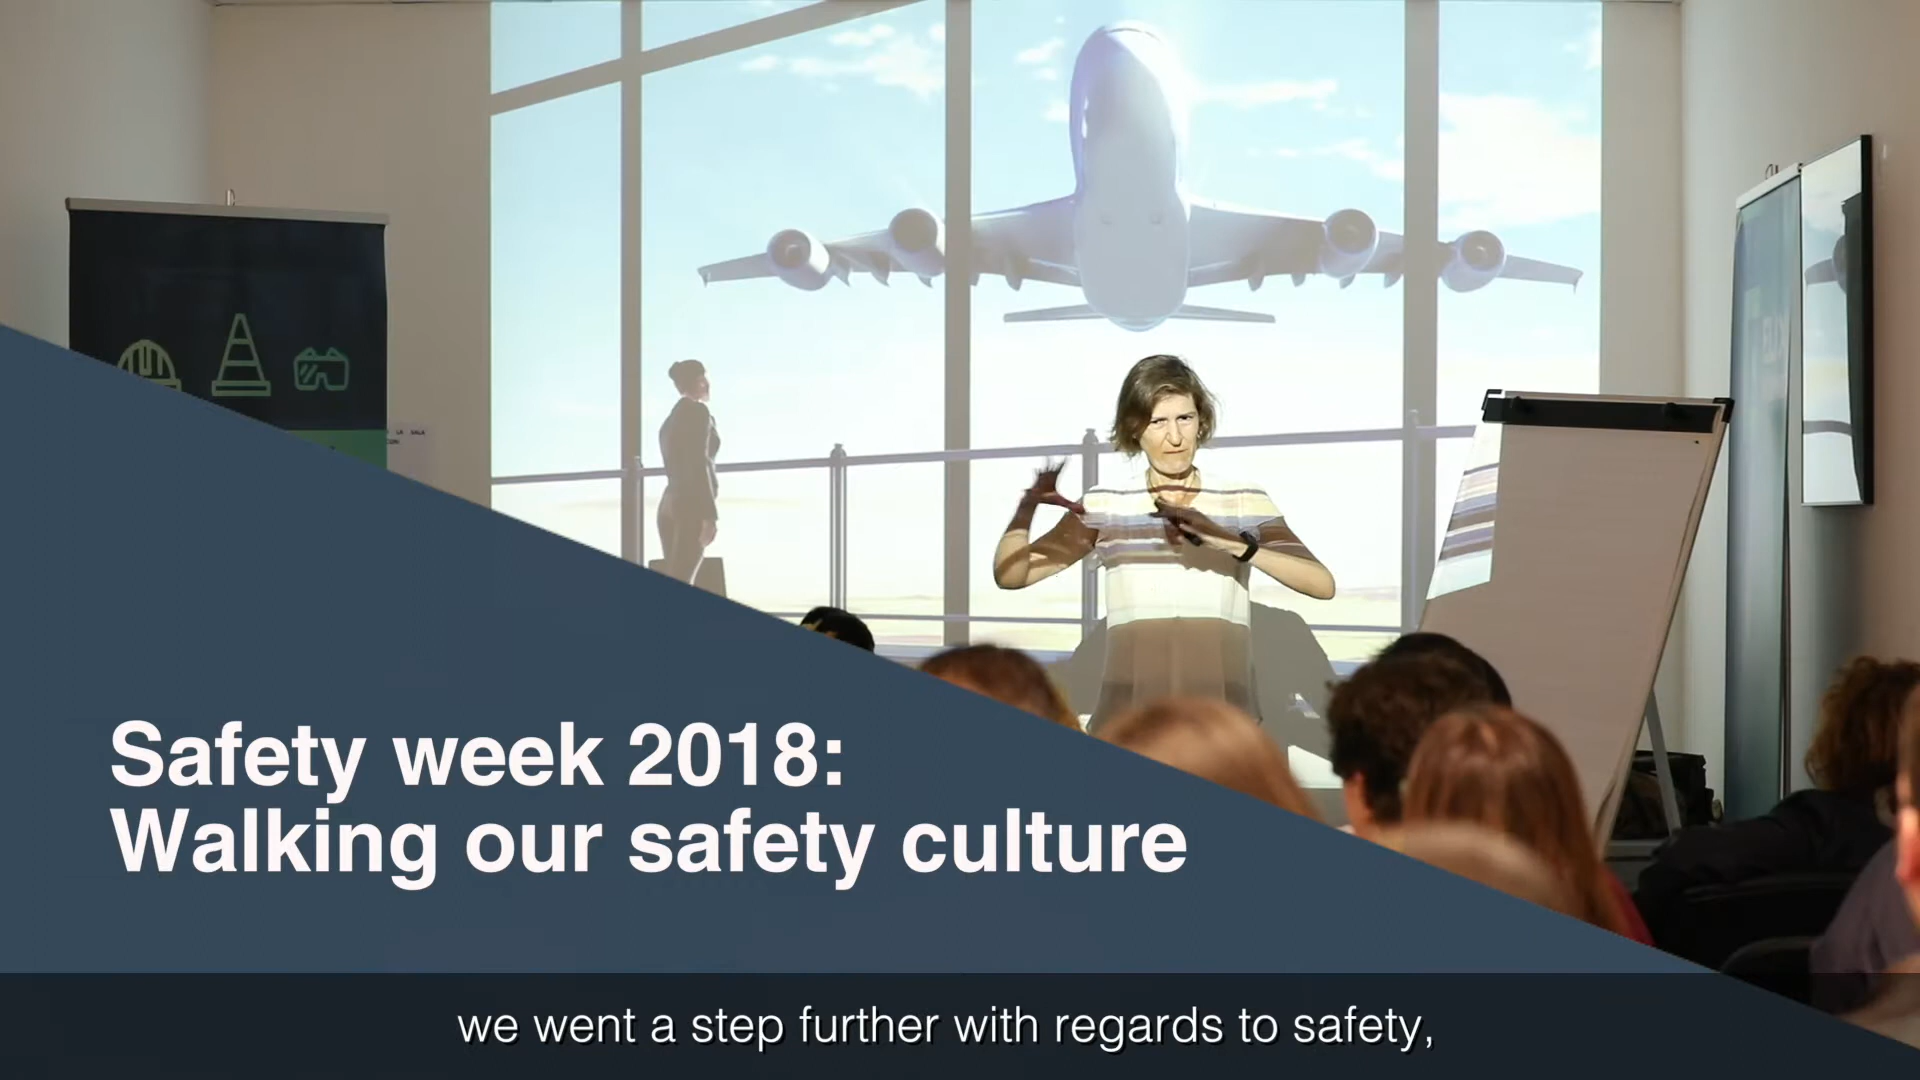 Safety week 2018:
Walking our safety culture
we went a step further with regards to safety,